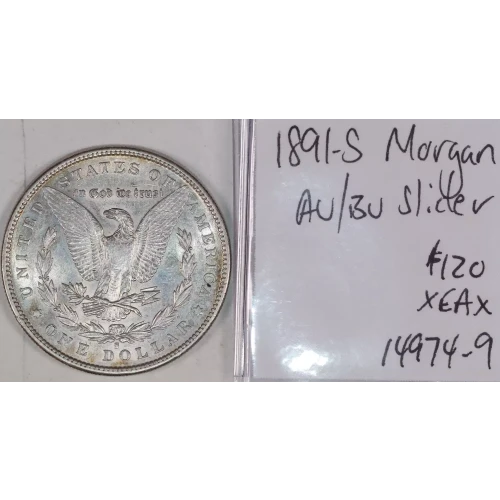 UNITED STATES OF AMERICA
In God We Trust
ONE DOLLAR
S
1891-S Morgan
AU/BU slider
$120
XEAX
14974-9